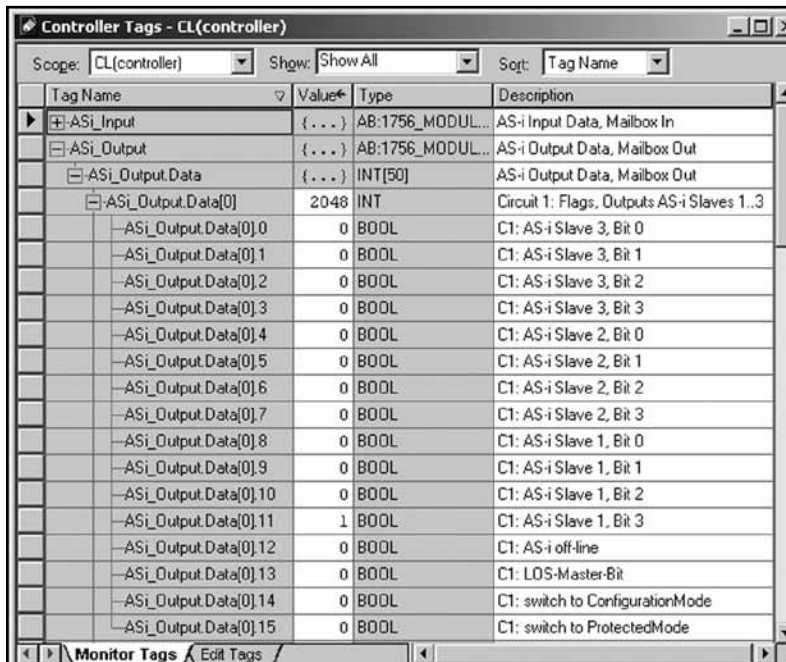 Controller Tags - CL(controller)
Scope: CL(controller) Show: Show All Sort: Tag Name
Tag Name Value Type Description
ASi_Input {...} AB:1756_MODUL... AS-i Input Data, Mailbox In
ASi_Output {...} AB:1756_MODUL... AS-i Output Data, Mailbox Out
ASi_Output.Data {...} INT[50] AS-i Output Data, Mailbox Out
ASi_Output.Data[0] 2048 INT Circuit 1: Flags, Outputs AS-i Slaves 1..3
ASi_Output.Data[0].0 0 BOOL C1: AS-i Slave 3, Bit 0
ASi_Output.Data[0].1 0 BOOL C1: AS-i Slave 3, Bit 1
ASi_Output.Data[0].2 0 BOOL C1: AS-i Slave 3, Bit 2
ASi_Output.Data[0].3 0 BOOL C1: AS-i Slave 3, Bit 3
ASi_Output.Data[0].4 0 BOOL C1: AS-i Slave 2, Bit 0
ASi_Output.Data[0].5 0 BOOL C1: AS-i Slave 2, Bit 1
ASi_Output.Data[0].6 0 BOOL C1: AS-i Slave 2, Bit 2
ASi_Output.Data[0].7 0 BOOL C1: AS-i Slave 2, Bit 3
ASi_Output.Data[0].8 0 BOOL C1: AS-i Slave 1, Bit 0
ASi_Output.Data[0].9 0 BOOL C1: AS-i Slave 1, Bit 1
ASi_Output.Data[0].10 0 BOOL C1: AS-i Slave 1, Bit 2
ASi_Output.Data[0].11 1 BOOL C1: AS-i Slave 1, Bit 3
ASi_Output.Data[0].12 0 BOOL C1: AS-i off-line
ASi_Output.Data[0].13 0 BOOL C1: LOS-Master-Bit
ASi_Output.Data[0].14 0 BOOL C1: switch to ConfigurationMode
ASi_Output.Data[0].15 0 BOOL C1: switch to ProtectedMode
Monitor Tags Edit Tags